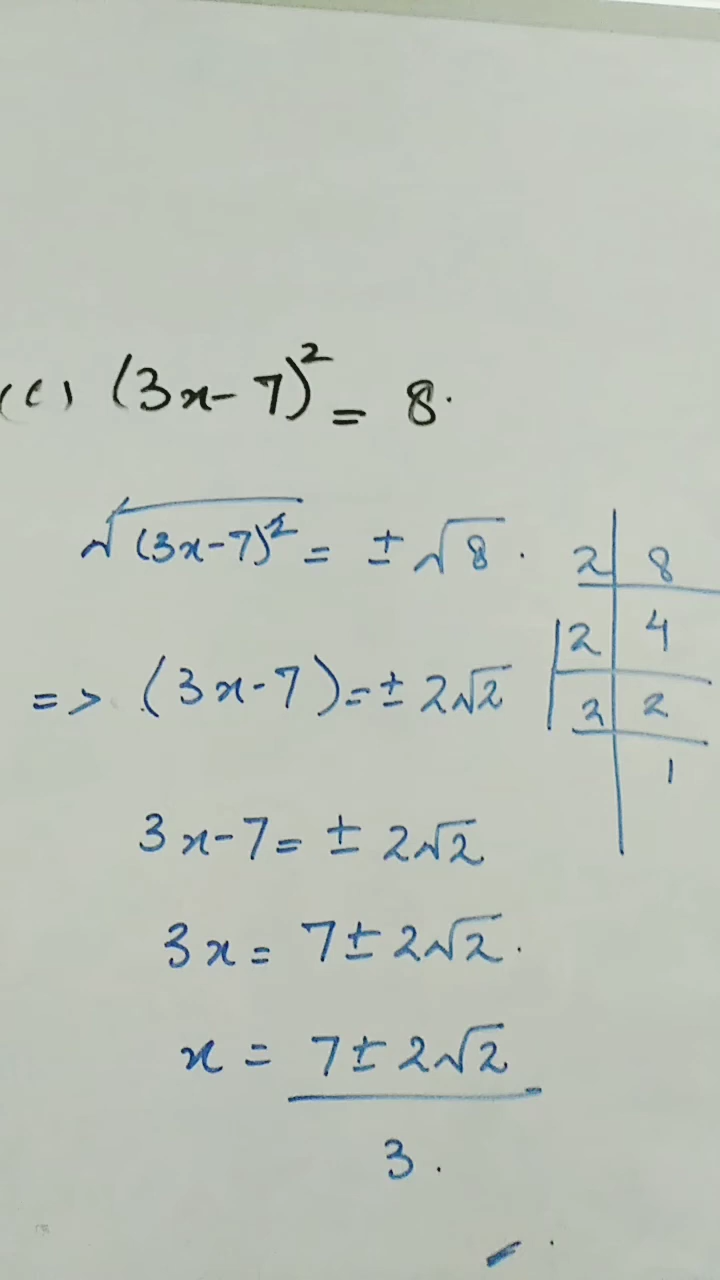 (c) (3x-7)² = 8.
√(3x-7)² = ± √8.
=> (3x-7) = ± 2√2
3x-7 = ± 2√2
3x = 7 ± 2√2.
x = 7 ± 2√2
3.
2 | 8
2 | 4
2 | 2
1